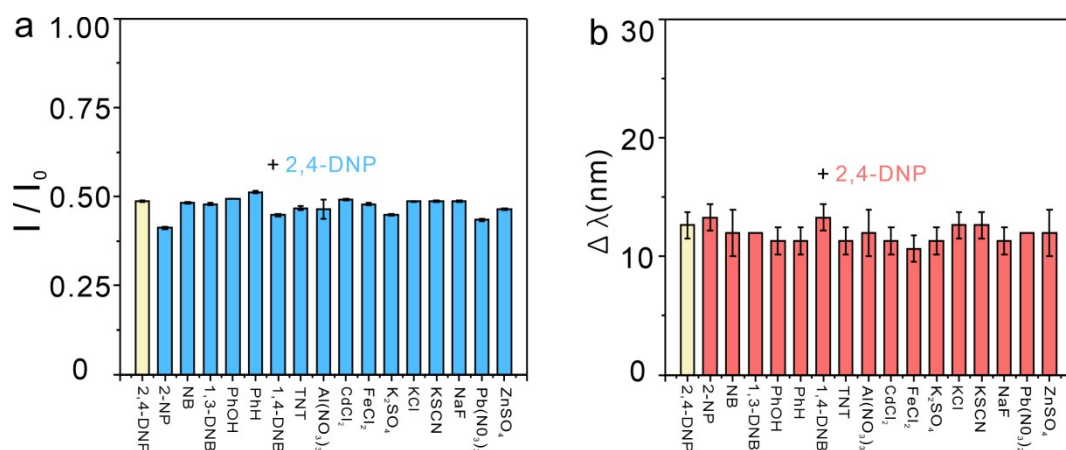 a
1.00
0.75
0.50
0.25
0
I / I₀
+ 2,4-DNP
2,4-DNP
2-NP
NB
1,3-DNB
PhOH
PhH
1,4-DNB
TNT
Al(NO₃)₃
CdCl₂
FeCl₂
K₂SO₄
KCl
KSCN
NaF
Pb(NO₃)₂
ZnSO₄
b
30
20
10
0
Δ λ(nm)
+ 2,4-DNP
2,4-DNP
2-NP
NB
1,3-DNB
PhOH
PhH
1,4-DNB
TNT
Al(NO₃)₃
CdCl₂
FeCl₂
K₂SO₄
KCl
KSCN
NaF
Pb(NO₃)₂
ZnSO₄